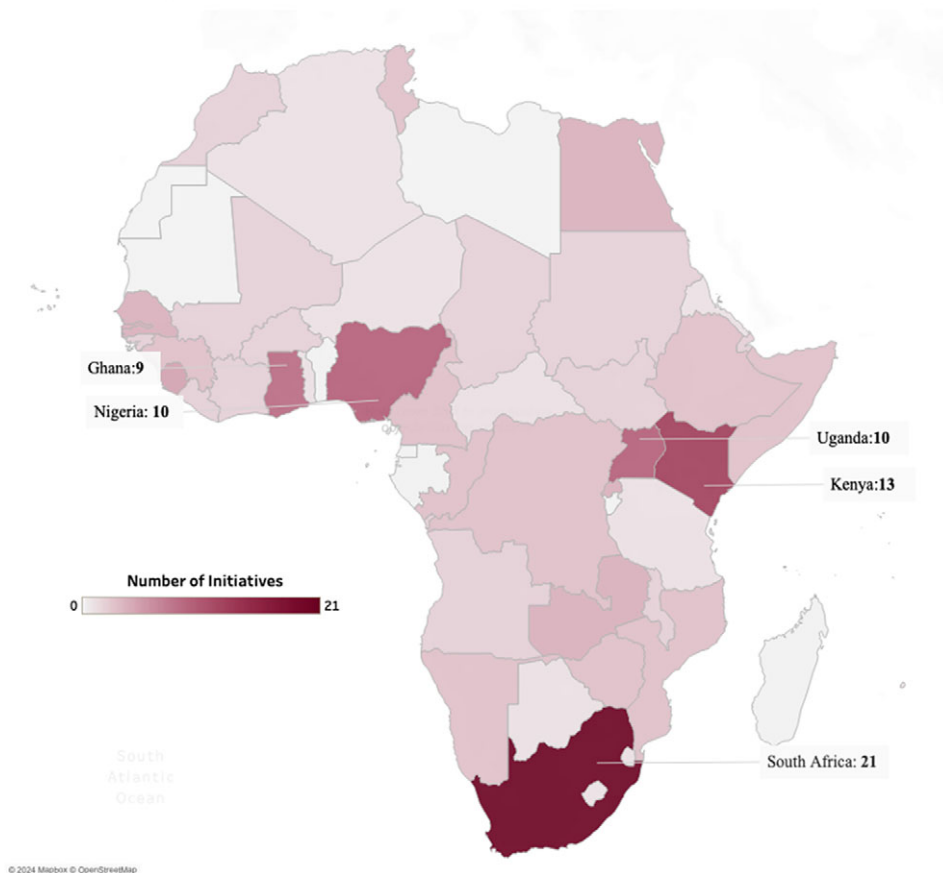 Ghana:9
Nigeria: 10
Uganda:10
Kenya:13
Number of Initiatives
0
21
South Africa: 21
South
Atlantic
Ocean
© 2024 Mapbox © OpenStreetMap